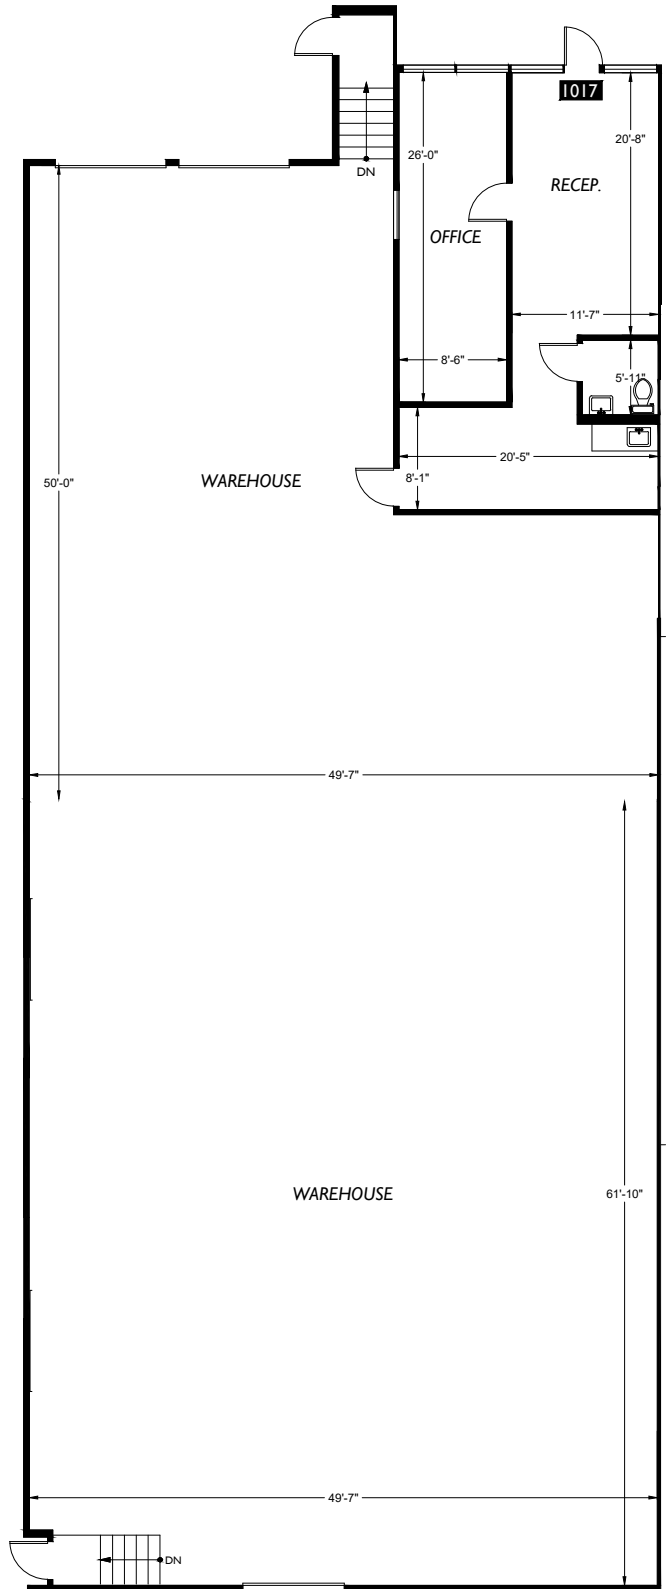 1017
20'-8"
26'-0"
DN
RECEP.
OFFICE
11'-7"
8'-6"
5'-11"
20'-5"
8'-1"
50'-0"
WAREHOUSE
49'-7"
WAREHOUSE
61'-10"
49'-7"
DN